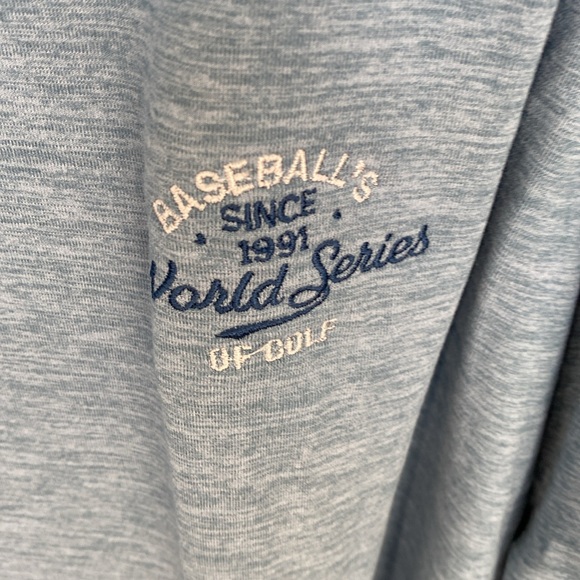 BASEBALL'S
SINCE
1991
World Series
OF GOLF